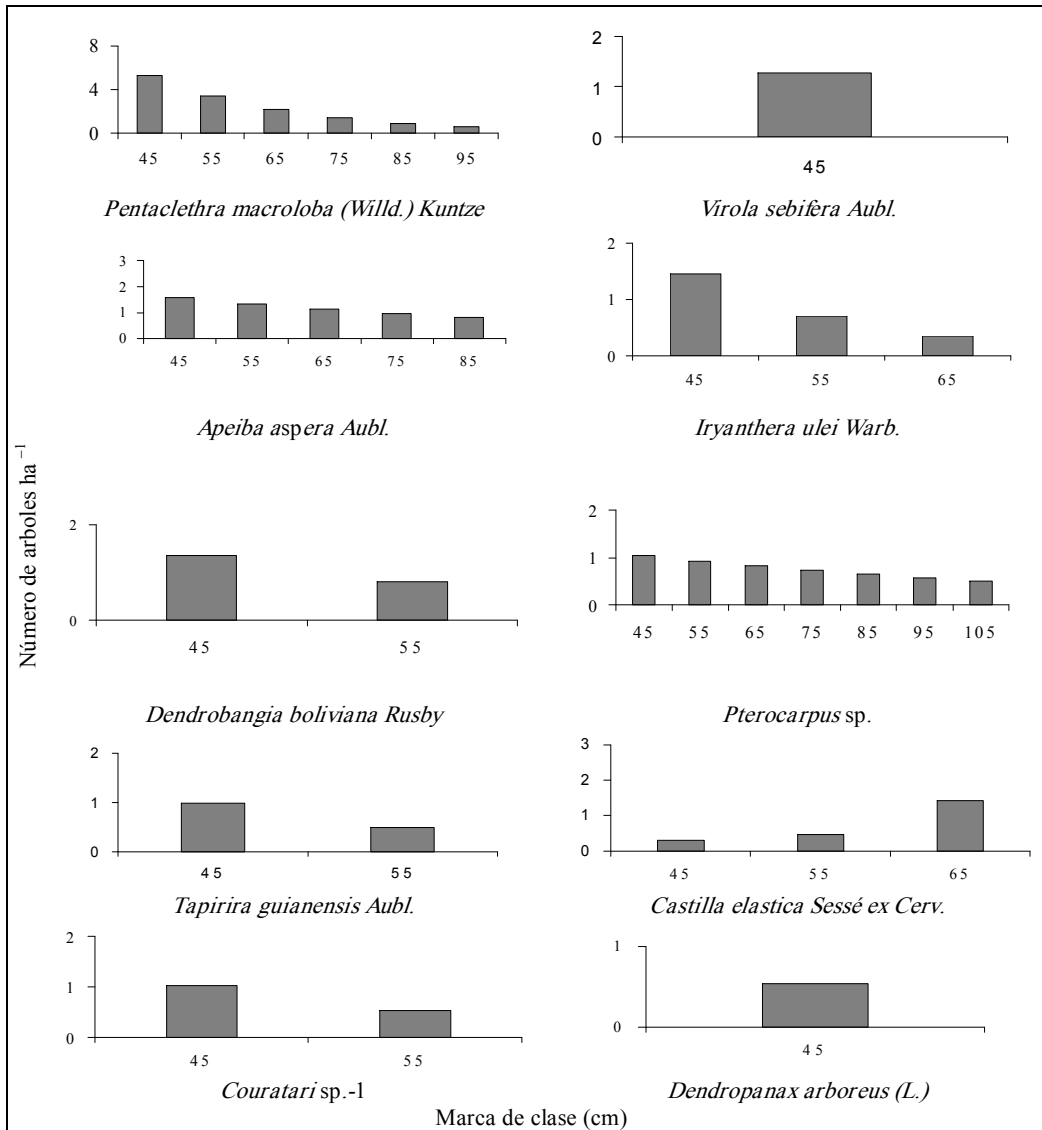 8
4
0
45 55 65 75 85 95
Pentaclethra macroloba (Willd.) Kuntze
2
1
0
45
Virola sebifera Aubl.
3
2
1
0
45 55 65 75 85
Apeiba aspera Aubl.
2
1
0
45 55 65
Iryanthera ulei Warb.
Número de arboles ha⁻¹
2
0
45 55
Dendrobangia boliviana Rusby
2
1
0
45 55 65 75 85 95 105
Pterocarpus sp.
2
1
0
45 55
Tapirira guianensis Aubl.
3
2
1
0
45 55 65
Castilla elastica Sessé ex Cerv.
2
1
0
45 55
Couratari sp.-1
1
0
45
Dendropanax arboreus (L.)
Marca de clase (cm)